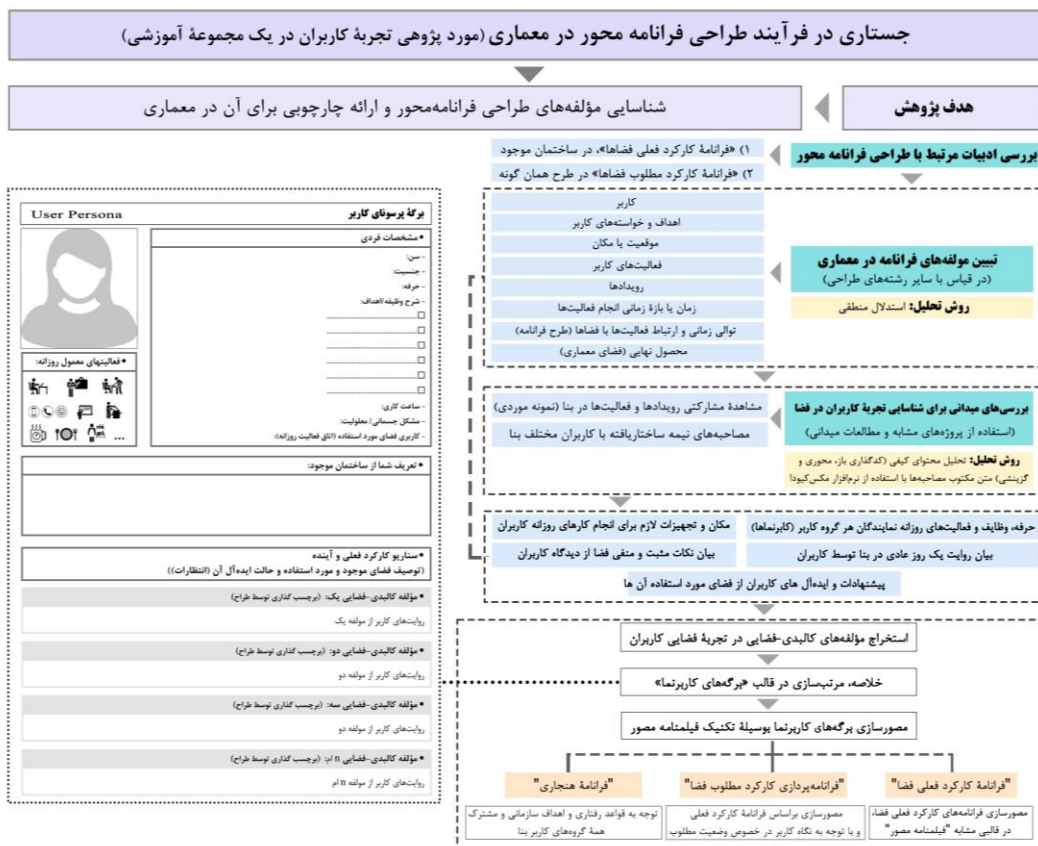 جستاری در فرآیند طراحی فرانامه محور در معماری (مورد پژوهی تجربۀ کاربران در یک مجموعۀ آموزشی)
هدف پژوهش
شناسایی مؤلفه‌های طراحی فرانامه‌محور و ارائه چارچوبی برای آن در معماری
بررسی ادبیات مرتبط با طراحی فرانامه محور
۱) «فرانامۀ کارکرد فعلی فضاها»، در ساختمان موجود
۲) «فرانامۀ کارکرد مطلوب فضاها» در طرح همان گونه
تبیین مولفه‌های فرانامه در معماری
(در قیاس با سایر رشته‌های طراحی)
روش تحلیل: استدلال منطقی
کاربر
اهداف و خواسته‌های کاربر
موقعیت یا مکان
فعالیت‌های کاربر
رویدادها
زمان یا بازۀ زمانی انجام فعالیت‌ها
توالی زمانی و ارتباط فعالیت‌ها با فضاها (طرح فرانامه)
محصول نهایی (فضای معماری)
بررسی‌های میدانی برای شناسایی تجربۀ کاربران در فضا
(استفاده از پروژه‌های مشابه و مطالعات میدانی)
روش تحلیل: تحلیل محتوای کیفی (کدگذاری باز، محوری و
گزینشی) متن مکتوب مصاحبه‌ها با استفاده از نرم‌افزار مکس‌کیودا
مشاهدۀ مشارکتی رویدادها و فعالیت‌ها در بنا (نمونه موردی)
مصاحبه‌های نیمه ساختاریافته با کاربران مختلف بنا
حرفه، وظایف و فعالیت‌های روزانه نمایندگان هر گروه کاربر (کابرنماها)
مکان و تجهیزات لازم برای انجام کارهای روزانه کاربران
بیان روایت یک روز عادی در بنا توسط کاربران
بیان نکات مثبت و منفی فضا از دیدگاه کاربران
پیشنهادات و ایده‌آل های کاربران از فضای مورد استفاده آن ها
استخراج مؤلفه‌های کالبدی-فضایی در تجربۀ فضایی کاربران
خلاصه، مرتب‌سازی در قالب «برگه‌های کاربرنما»
مصورسازی برگه‌های کاربرنما بوسیلۀ تکنیک فیلمنامه مصور
"فرانامۀ کارکرد فعلی فضا"
مصورسازی فرانامه‌های کارکرد فعلی فضا،
در قالبی مشابه "فیلمنامه مصور"
"فرانامه‌پردازی کارکرد مطلوب فضا"
مصورسازی براساس فرانامۀ کارکرد فعلی
و با توجه به نگاه کاربر در خصوص وضعیت مطلوب
"فرانامۀ هنجاری"
توجه به قواعد رفتاری و اهداف سازمانی و مشترک
همۀ گروه‌های کاربر بنا
برگۀ پرسونای کاربر
User Persona
• مشخصات فردی
- سن:
- جنسیت:
- حرفه:
- شرح وظیفه/اهداف:
- ساعت کاری:
- مشکل جسمانی/ معلولیت:
- کاربری فضای مورد استفاده (اتاق فعالیت روزانه):
• فعالیتهای معمول روزانه:
...
• تعریف شما از ساختمان موجود:
• سناریو کارکرد فعلی و آینده
(توصیف فضای موجود و مورد استفاده و حالت ایده‌آل آن (انتظارات))
• مؤلفه کالبدی-فضایی یک: (برچسب گذاری توسط طراح)
روایت‌های کاربر از مولفه یک
• مؤلفه کالبدی-فضایی دو: (برچسب گذاری توسط طراح)
روایت‌های کاربر از مولفه دو
• مؤلفه کالبدی-فضایی سه: (برچسب گذاری توسط طراح)
روایت‌های کاربر از مولفه دو
• مؤلفه کالبدی-فضایی n ام: (برچسب گذاری توسط طراح)
روایت‌های کاربر از مولفه n ام